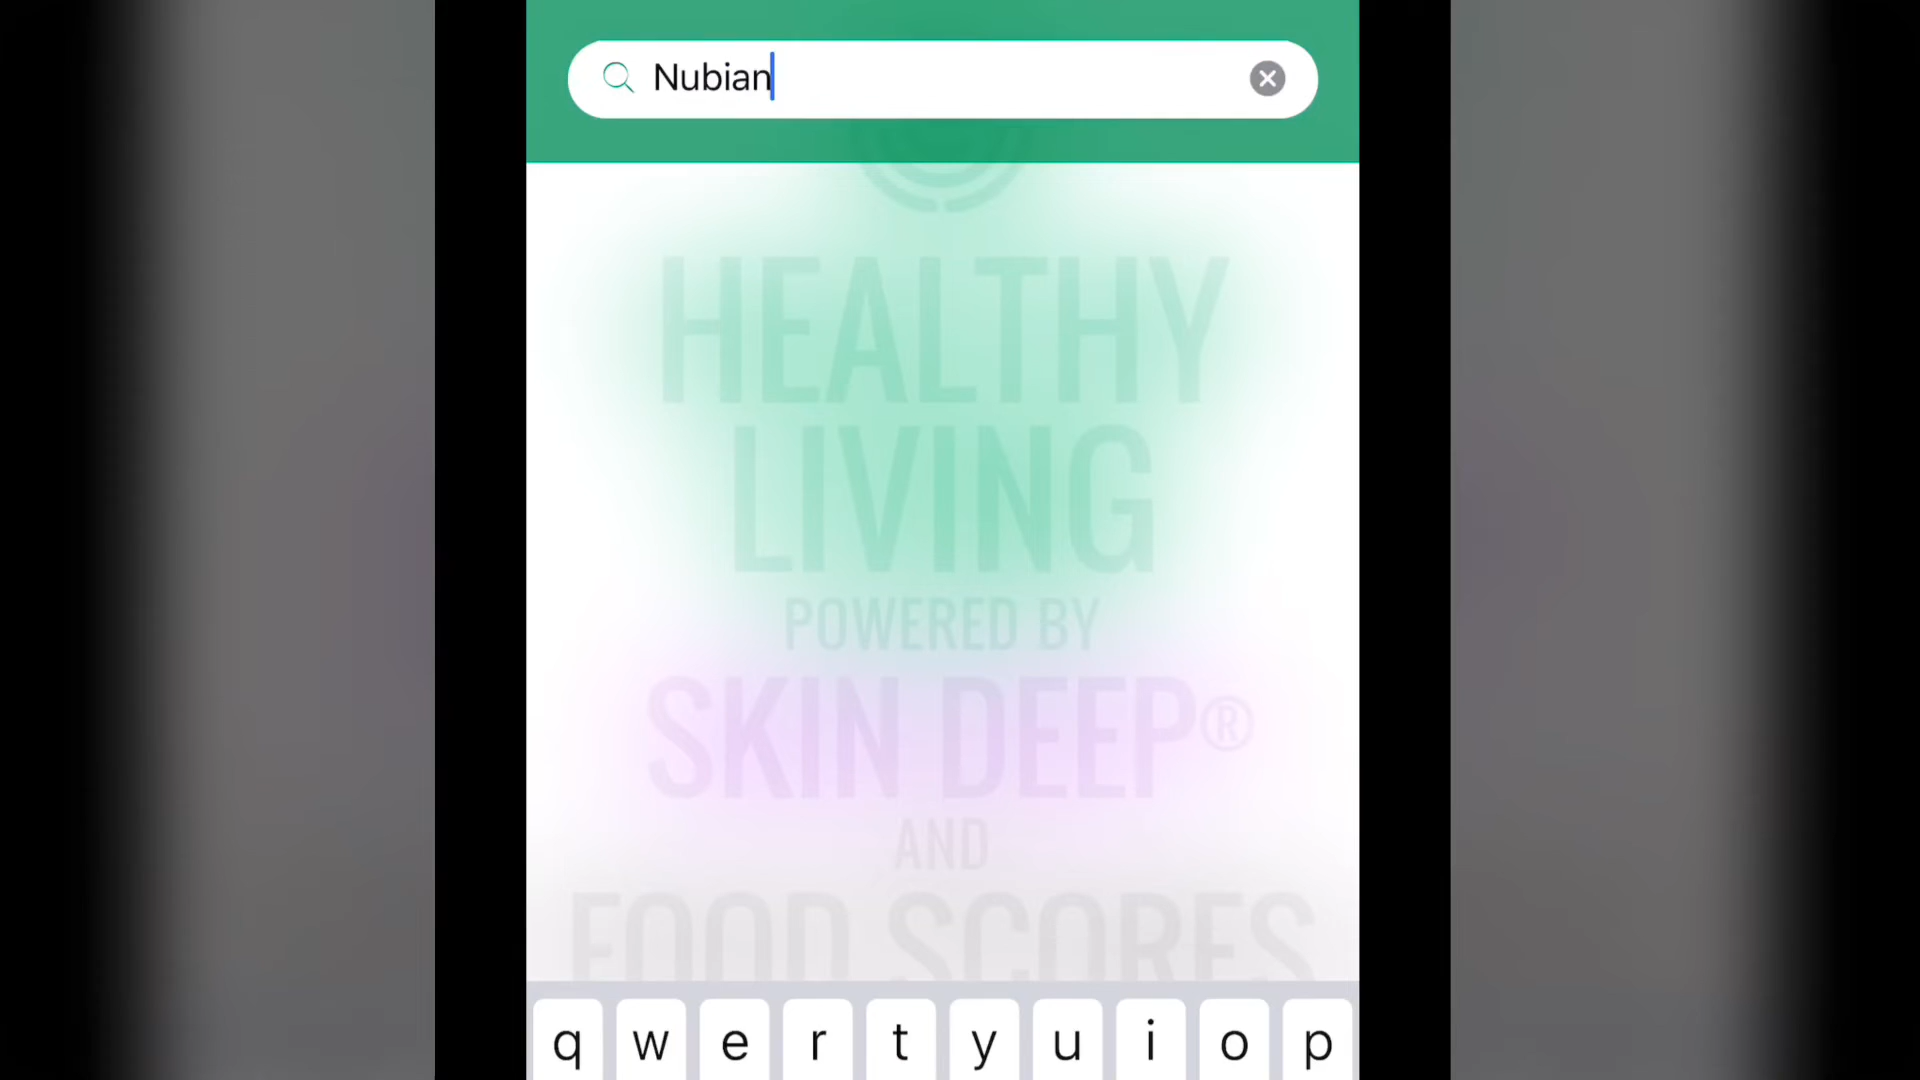 Nubian
HEALTHY
LIVING
POWERED BY
SKIN DEEP®
AND
FOOD SCORES
q w e r t y u i o p